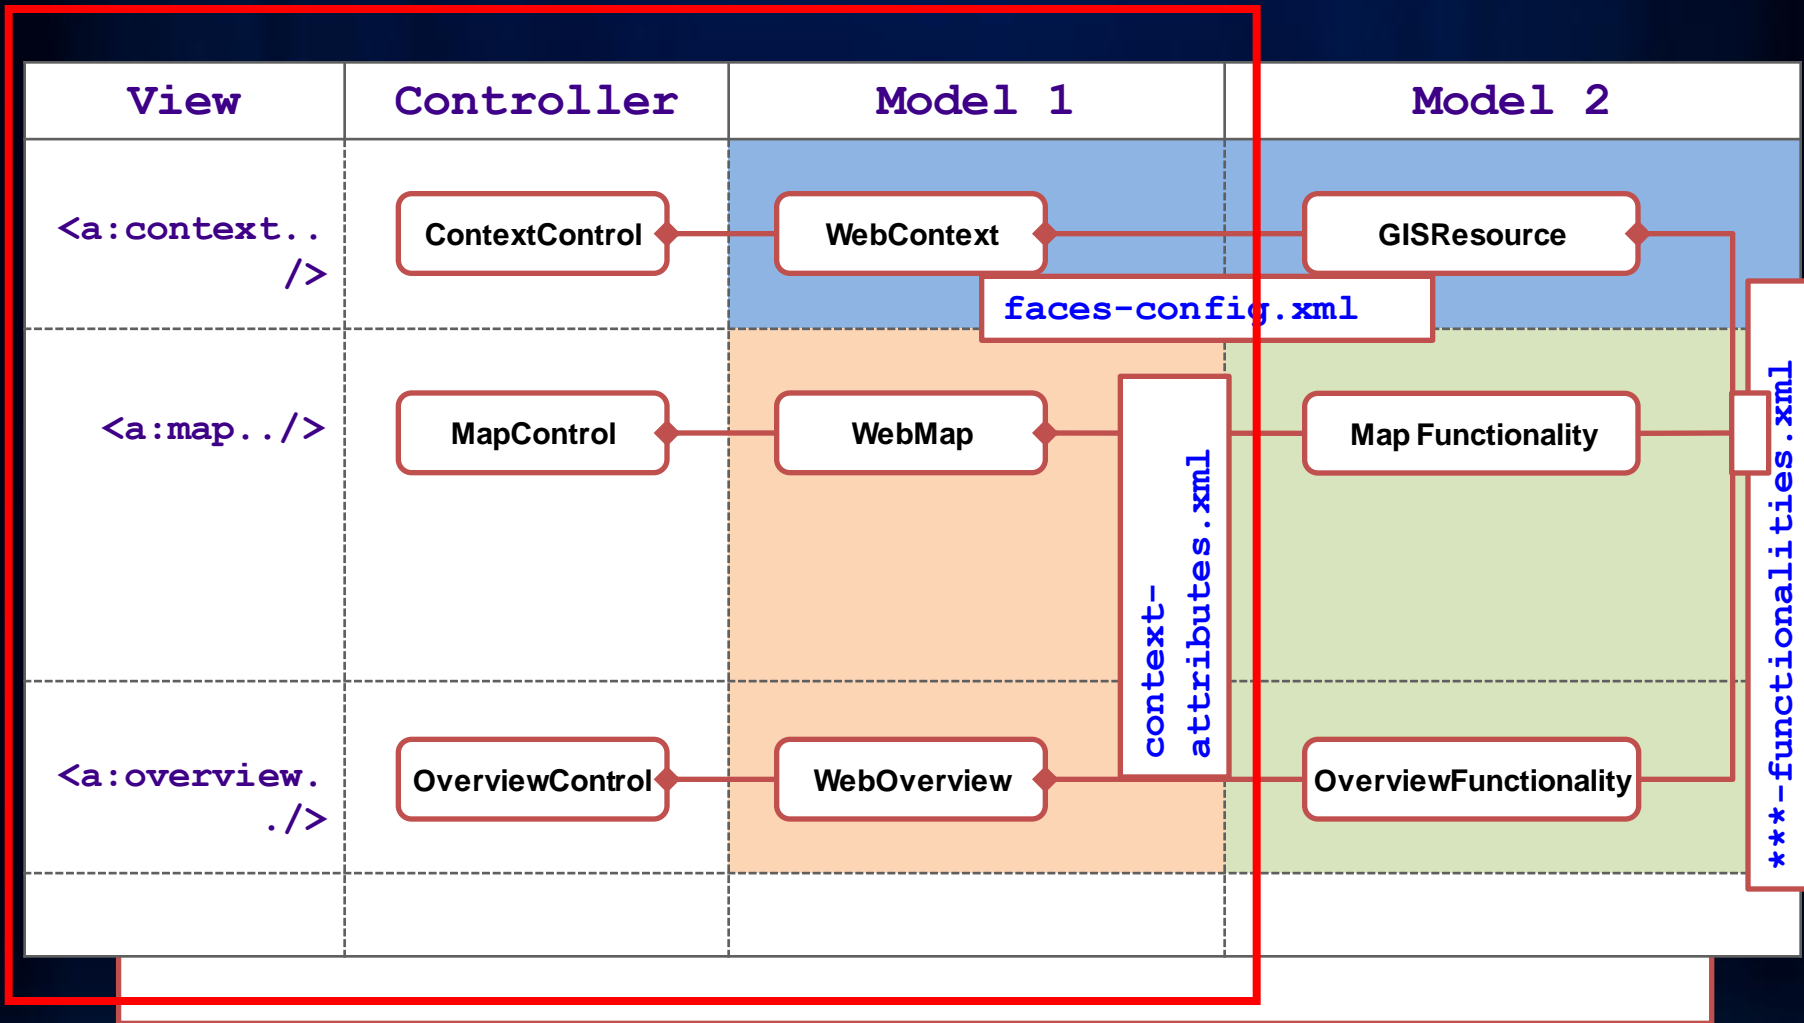 View
Controller
Model 1
Model 2
<a:context..
/>
ContextControl
WebContext
GISResource
faces-config.xml
<a:map../>
MapControl
WebMap
Map Functionality
context-
attributes.xml
***-functionalities.xml
<a:overview.
./>
OverviewControl
WebOverview
OverviewFunctionality